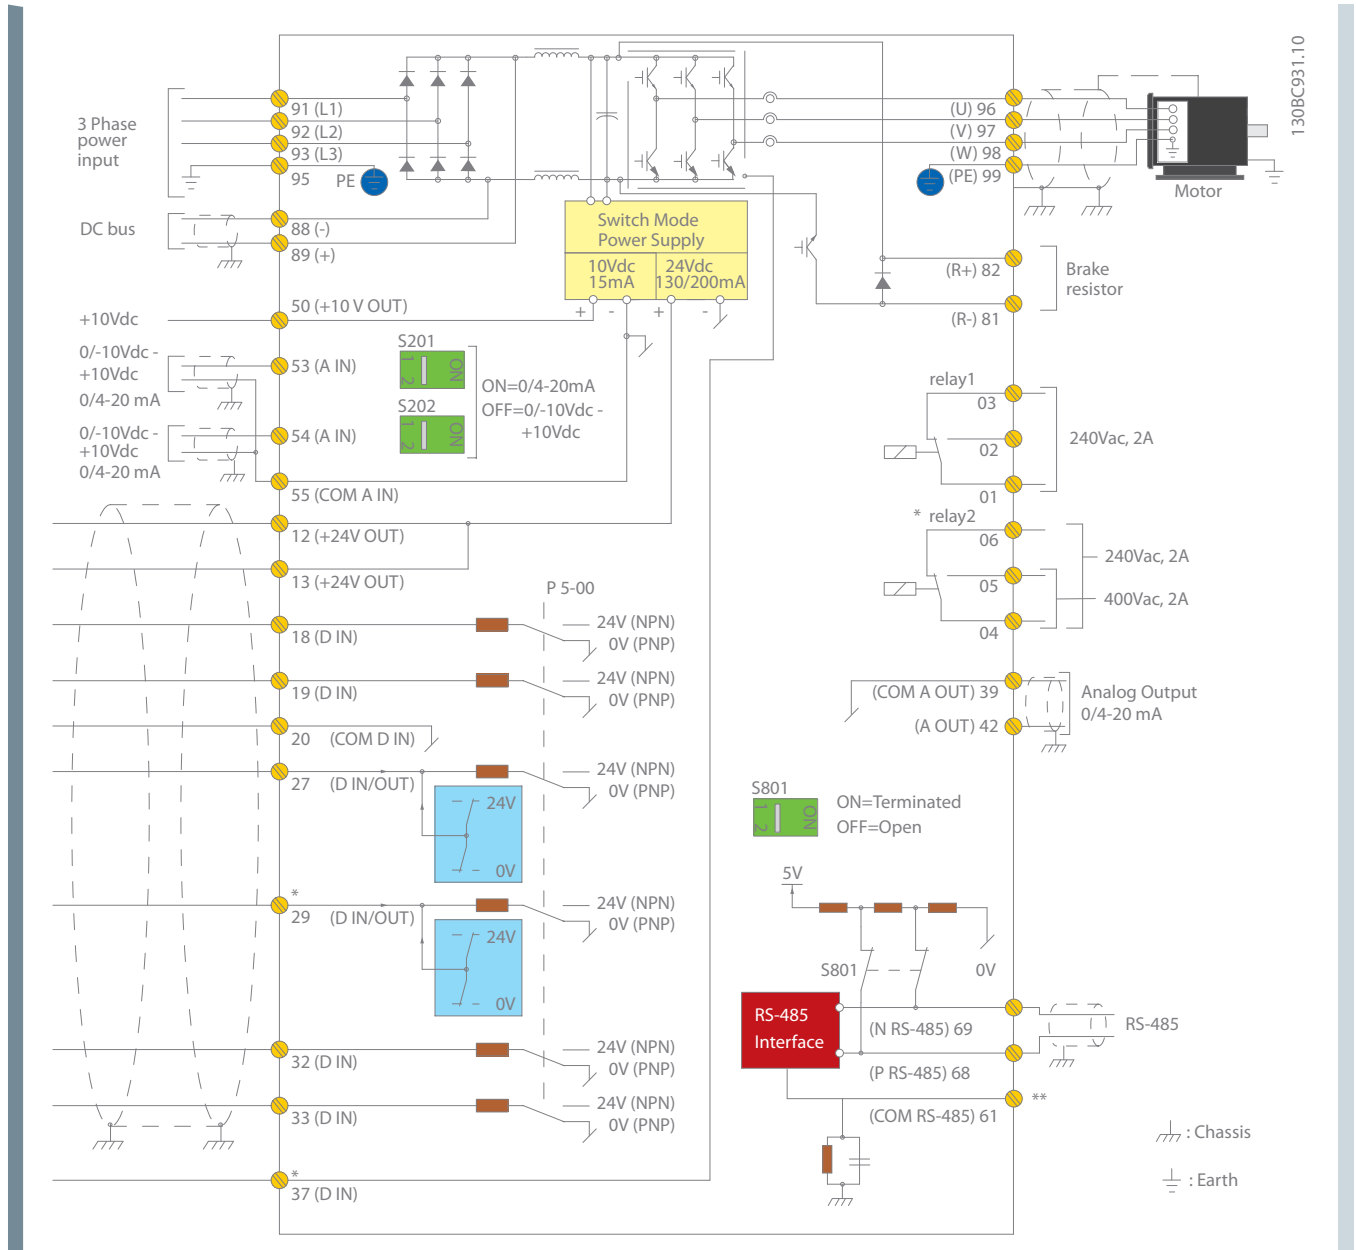 130BC931.10
3 Phase
power
input
91 (L1)
92 (L2)
93 (L3)
95
PE
DC bus
88 (-)
89 (+)
50 (+10 V OUT)
+10Vdc
0/-10Vdc -
+10Vdc
0/4-20 mA
53 (A IN)
0/-10Vdc -
+10Vdc
0/4-20 mA
54 (A IN)
55 (COM A IN)
12 (+24V OUT)
13 (+24V OUT)
18 (D IN)
19 (D IN)
20 (COM D IN)
27 (D IN/OUT)
*
29 (D IN/OUT)
32 (D IN)
33 (D IN)
*
37 (D IN)
Switch Mode
Power Supply
10Vdc
15mA
24Vdc
130/200mA
+ - + -
S201
1 2 ON
S202
1 2 ON
ON=0/4-20mA
OFF=0/-10Vdc -
+10Vdc
P 5-00
24V (NPN)
0V (PNP)
24V (NPN)
0V (PNP)
24V (NPN)
0V (PNP)
24V
0V
24V (NPN)
0V (PNP)
24V
0V
24V (NPN)
0V (PNP)
24V (NPN)
0V (PNP)
(U) 96
(V) 97
(W) 98
(PE) 99
Motor
(R+) 82
(R-) 81
Brake
resistor
relay1
03
02
01
240Vac, 2A
* relay2
06
05
04
240Vac, 2A
400Vac, 2A
(COM A OUT) 39
(A OUT) 42
Analog Output
0/4-20 mA
S801
1 2 ON
ON=Terminated
OFF=Open
5V
S801
0V
RS-485
Interface
(N RS-485) 69
(P RS-485) 68
(COM RS-485) 61
**
RS-485
: Chassis
: Earth